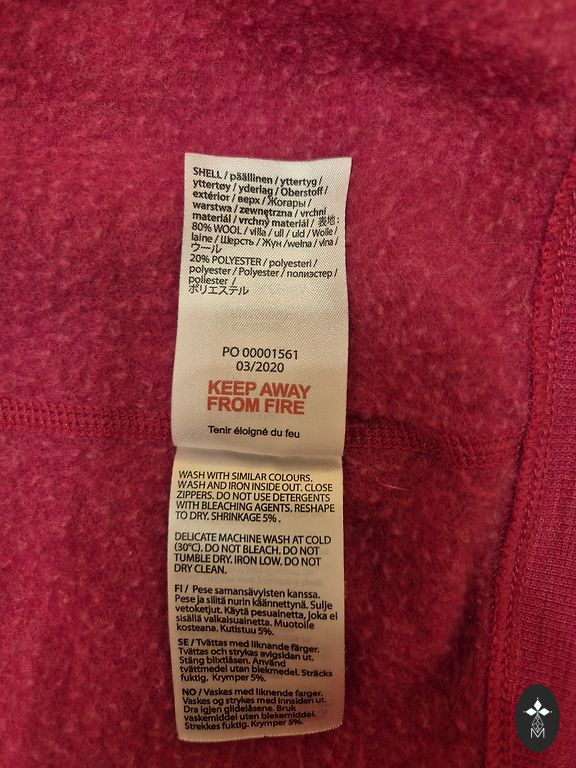 SHELL / päällinen / yttertyg /
yttertøy / yderlag / Oberstoff /
extérior / верх / Жоғары /
warstwa / zewnętrzna / vrchni
materiál / vrchný materiál / 表地:
80% WOOL / villa / ull / uld / Wolle /
laine / Шерсть / Жүн / wełna / vlna /
ウール
20% POLYESTER / polyesteri /
polyester / Polyester / полиэстер /
poliester /
ポリエステル
PO 00001561
03/2020
KEEP AWAY
FROM FIRE
Tenir éloigné du feu
WASH WITH SIMILAR COLOURS.
WASH AND IRON INSIDE OUT. CLOSE
ZIPPERS. DO NOT USE DETERGENTS
WITH BLEACHING AGENTS. RESHAPE
TO DRY. SHRINKAGE 5% .
DELICATE MACHINE WASH AT COLD
(30°C). DO NOT BLEACH. DO NOT
TUMBLE DRY. IRON LOW. DO NOT
DRY CLEAN.
FI / Pese samansävyisten kanssa.
Pese ja silitä nurin käännettynä. Sulje
vetoketjut. Käytä pesuainetta, joka ei
sisällä valkaisuainetta. Muotoile
kosteana. Kutistuu 5%.
SE / Tvättas med liknande färger.
Tvättas och strykas avigsidan ut.
Stäng blixtlåsen. Använd
tvättmedel utan blekmedel. Sträcks
fuktig. Krymper 5%.
NO / Vaskes med liknende farger.
Vaskes og strykes med innsiden ut.
Dra igjen glidelåsene. Bruk
vaskemiddel uten blekemiddel.
Strekkes fuktig. Krymper 5%.